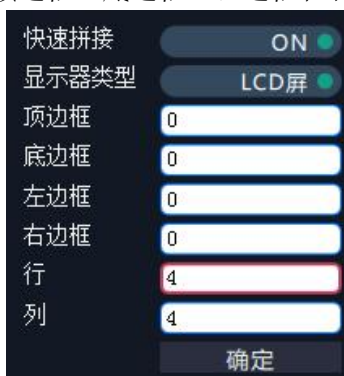 快速拼接 ON
显示器类型 LCD屏
顶边框 0
底边框 0
左边框 0
右边框 0
行 4
列 4
确定